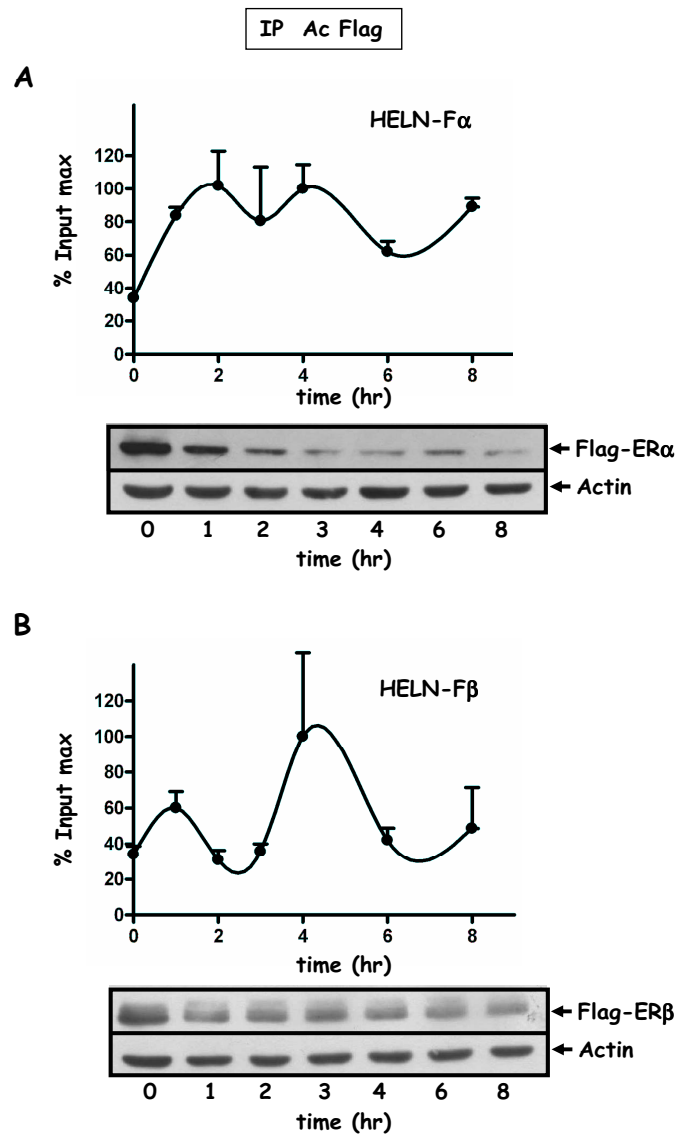 IP Ac Flag
A
HELN-Fα
% Input max
120
100
80
60
40
20
0
0 2 4 6 8
time (hr)
Flag-ERα
Actin
0 1 2 3 4 6 8
time (hr)
B
HELN-Fβ
% Input max
120
100
80
60
40
20
0
0 2 4 6 8
time (hr)
Flag-ERβ
Actin
0 1 2 3 4 6 8
time (hr)